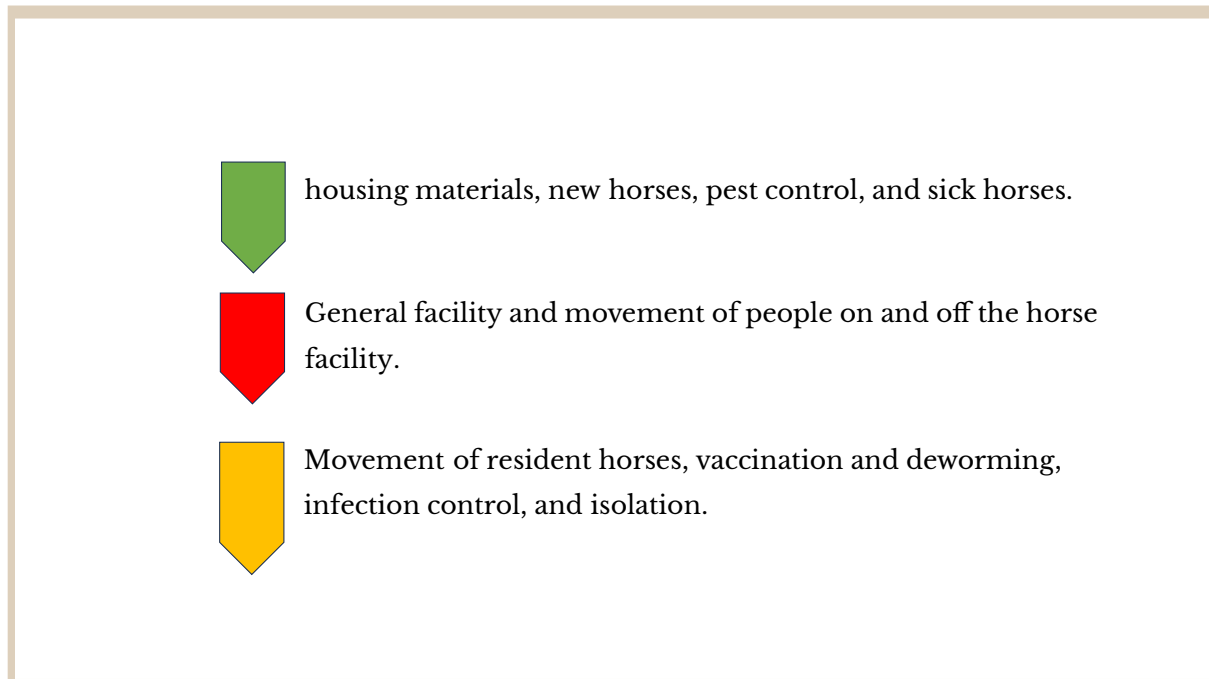 housing materials, new horses, pest control, and sick horses.
General facility and movement of people on and off the horse
facility.
Movement of resident horses, vaccination and deworming,
infection control, and isolation.